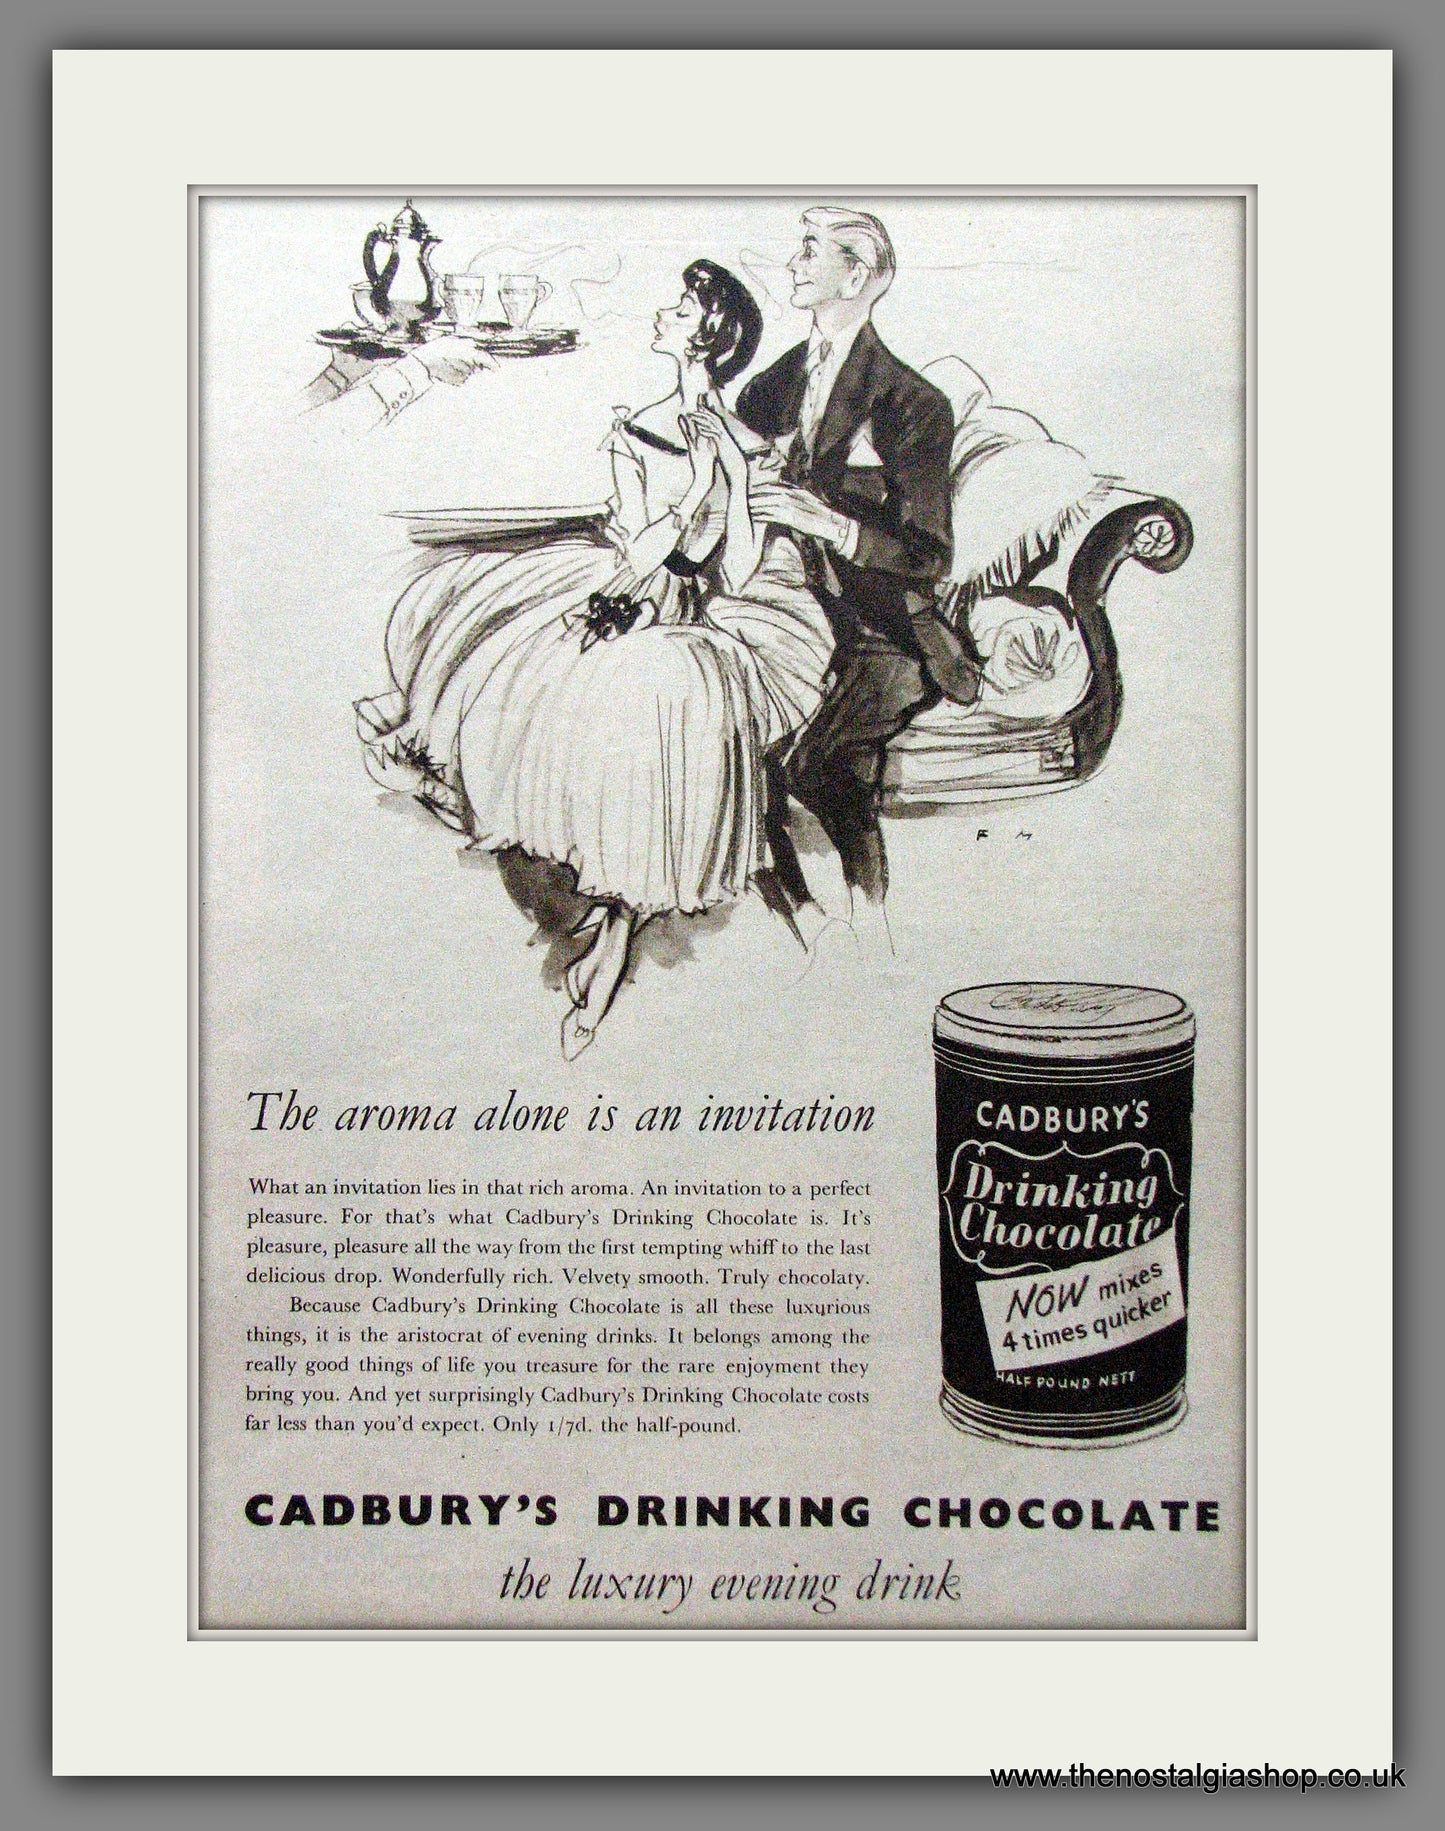 The aroma alone is an invitation
What an invitation lies in that rich aroma. An invitation to a perfect
pleasure. For that's what Cadbury's Drinking Chocolate is. It's
pleasure, pleasure all the way from the first tempting whiff to the last
delicious drop. Wonderfully rich. Velvety smooth. Truly chocolaty.
Because Cadbury's Drinking Chocolate is all these luxurious
things, it is the aristocrat of evening drinks. It belongs among the
really good things of life you treasure for the rare enjoyment they
bring you. And yet surprisingly Cadbury's Drinking Chocolate costs
far less than you'd expect. Only 1/7d. the half-pound.
CADBURY'S
Drinking
Chocolate
NOW mixes
4 times quicker
HALF POUND NETT
CADBURY'S DRINKING CHOCOLATE
the luxury evening drink
www.thenostalgiashop.co.uk